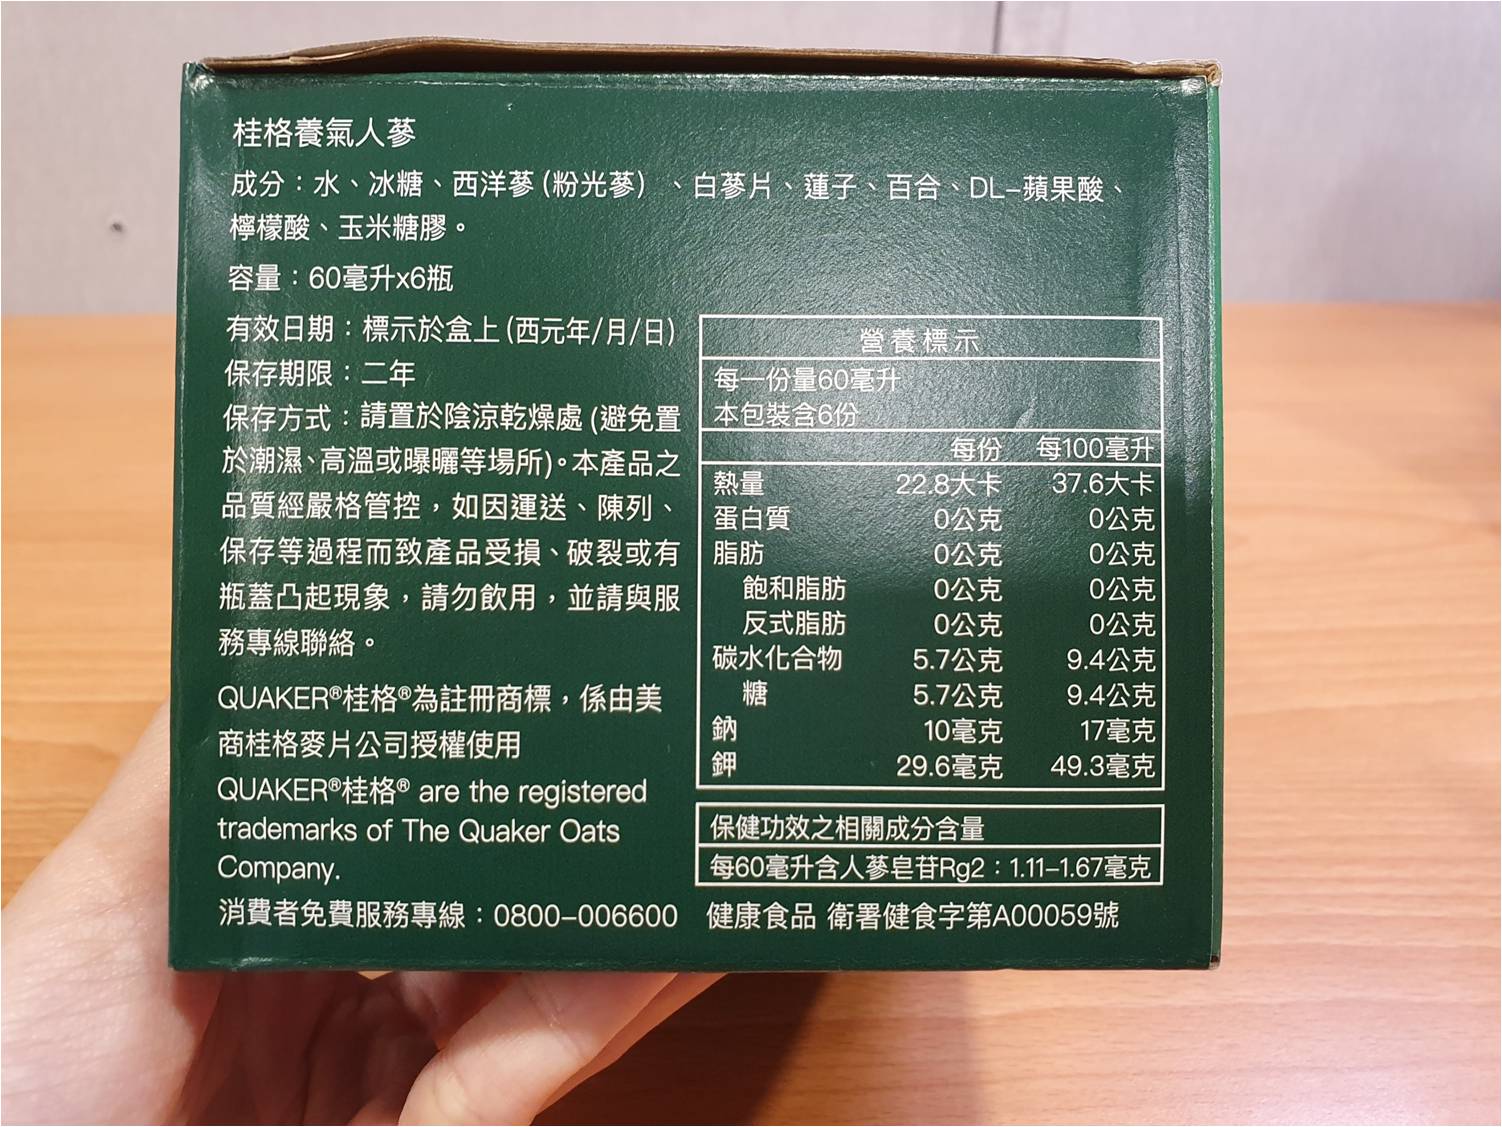 桂格養氣人蔘
成分：水、冰糖、西洋蔘(粉光蔘)、白蔘片、蓮子、百合、DL-蘋果酸、
檸檬酸、玉米糖膠。
容量：60毫升x6瓶
有效日期：標示於盒上(西元年/月/日)
保存期限：二年
保存方式：請置於陰涼乾燥處(避免置
於潮濕、高溫或曝曬等場所)。本產品之
品質經嚴格管控，如因運送、陳列、
保存等過程而致產品受損、破裂或有
瓶蓋凸起現象，請勿飲用，並請與服
務專線聯絡。
QUAKER®桂格®為註冊商標，係由美
商桂格麥片公司授權使用
QUAKER®桂格® are the registered
trademarks of The Quaker Oats
Company.
消費者免費服務專線：0800-006600
營養標示
每一份量60毫升
本包裝含6份
每份 每100毫升
熱量 22.8大卡 37.6大卡
蛋白質 0公克 0公克
脂肪 0公克 0公克
飽和脂肪 0公克 0公克
反式脂肪 0公克 0公克
碳水化合物 5.7公克 9.4公克
糖 5.7公克 9.4公克
鈉 10毫克 17毫克
鉀 29.6毫克 49.3毫克
保健功效之相關成分含量
每60毫升含人蔘皂苷Rg2：1.11-1.67毫克
健康食品 衛署健食字第A00059號